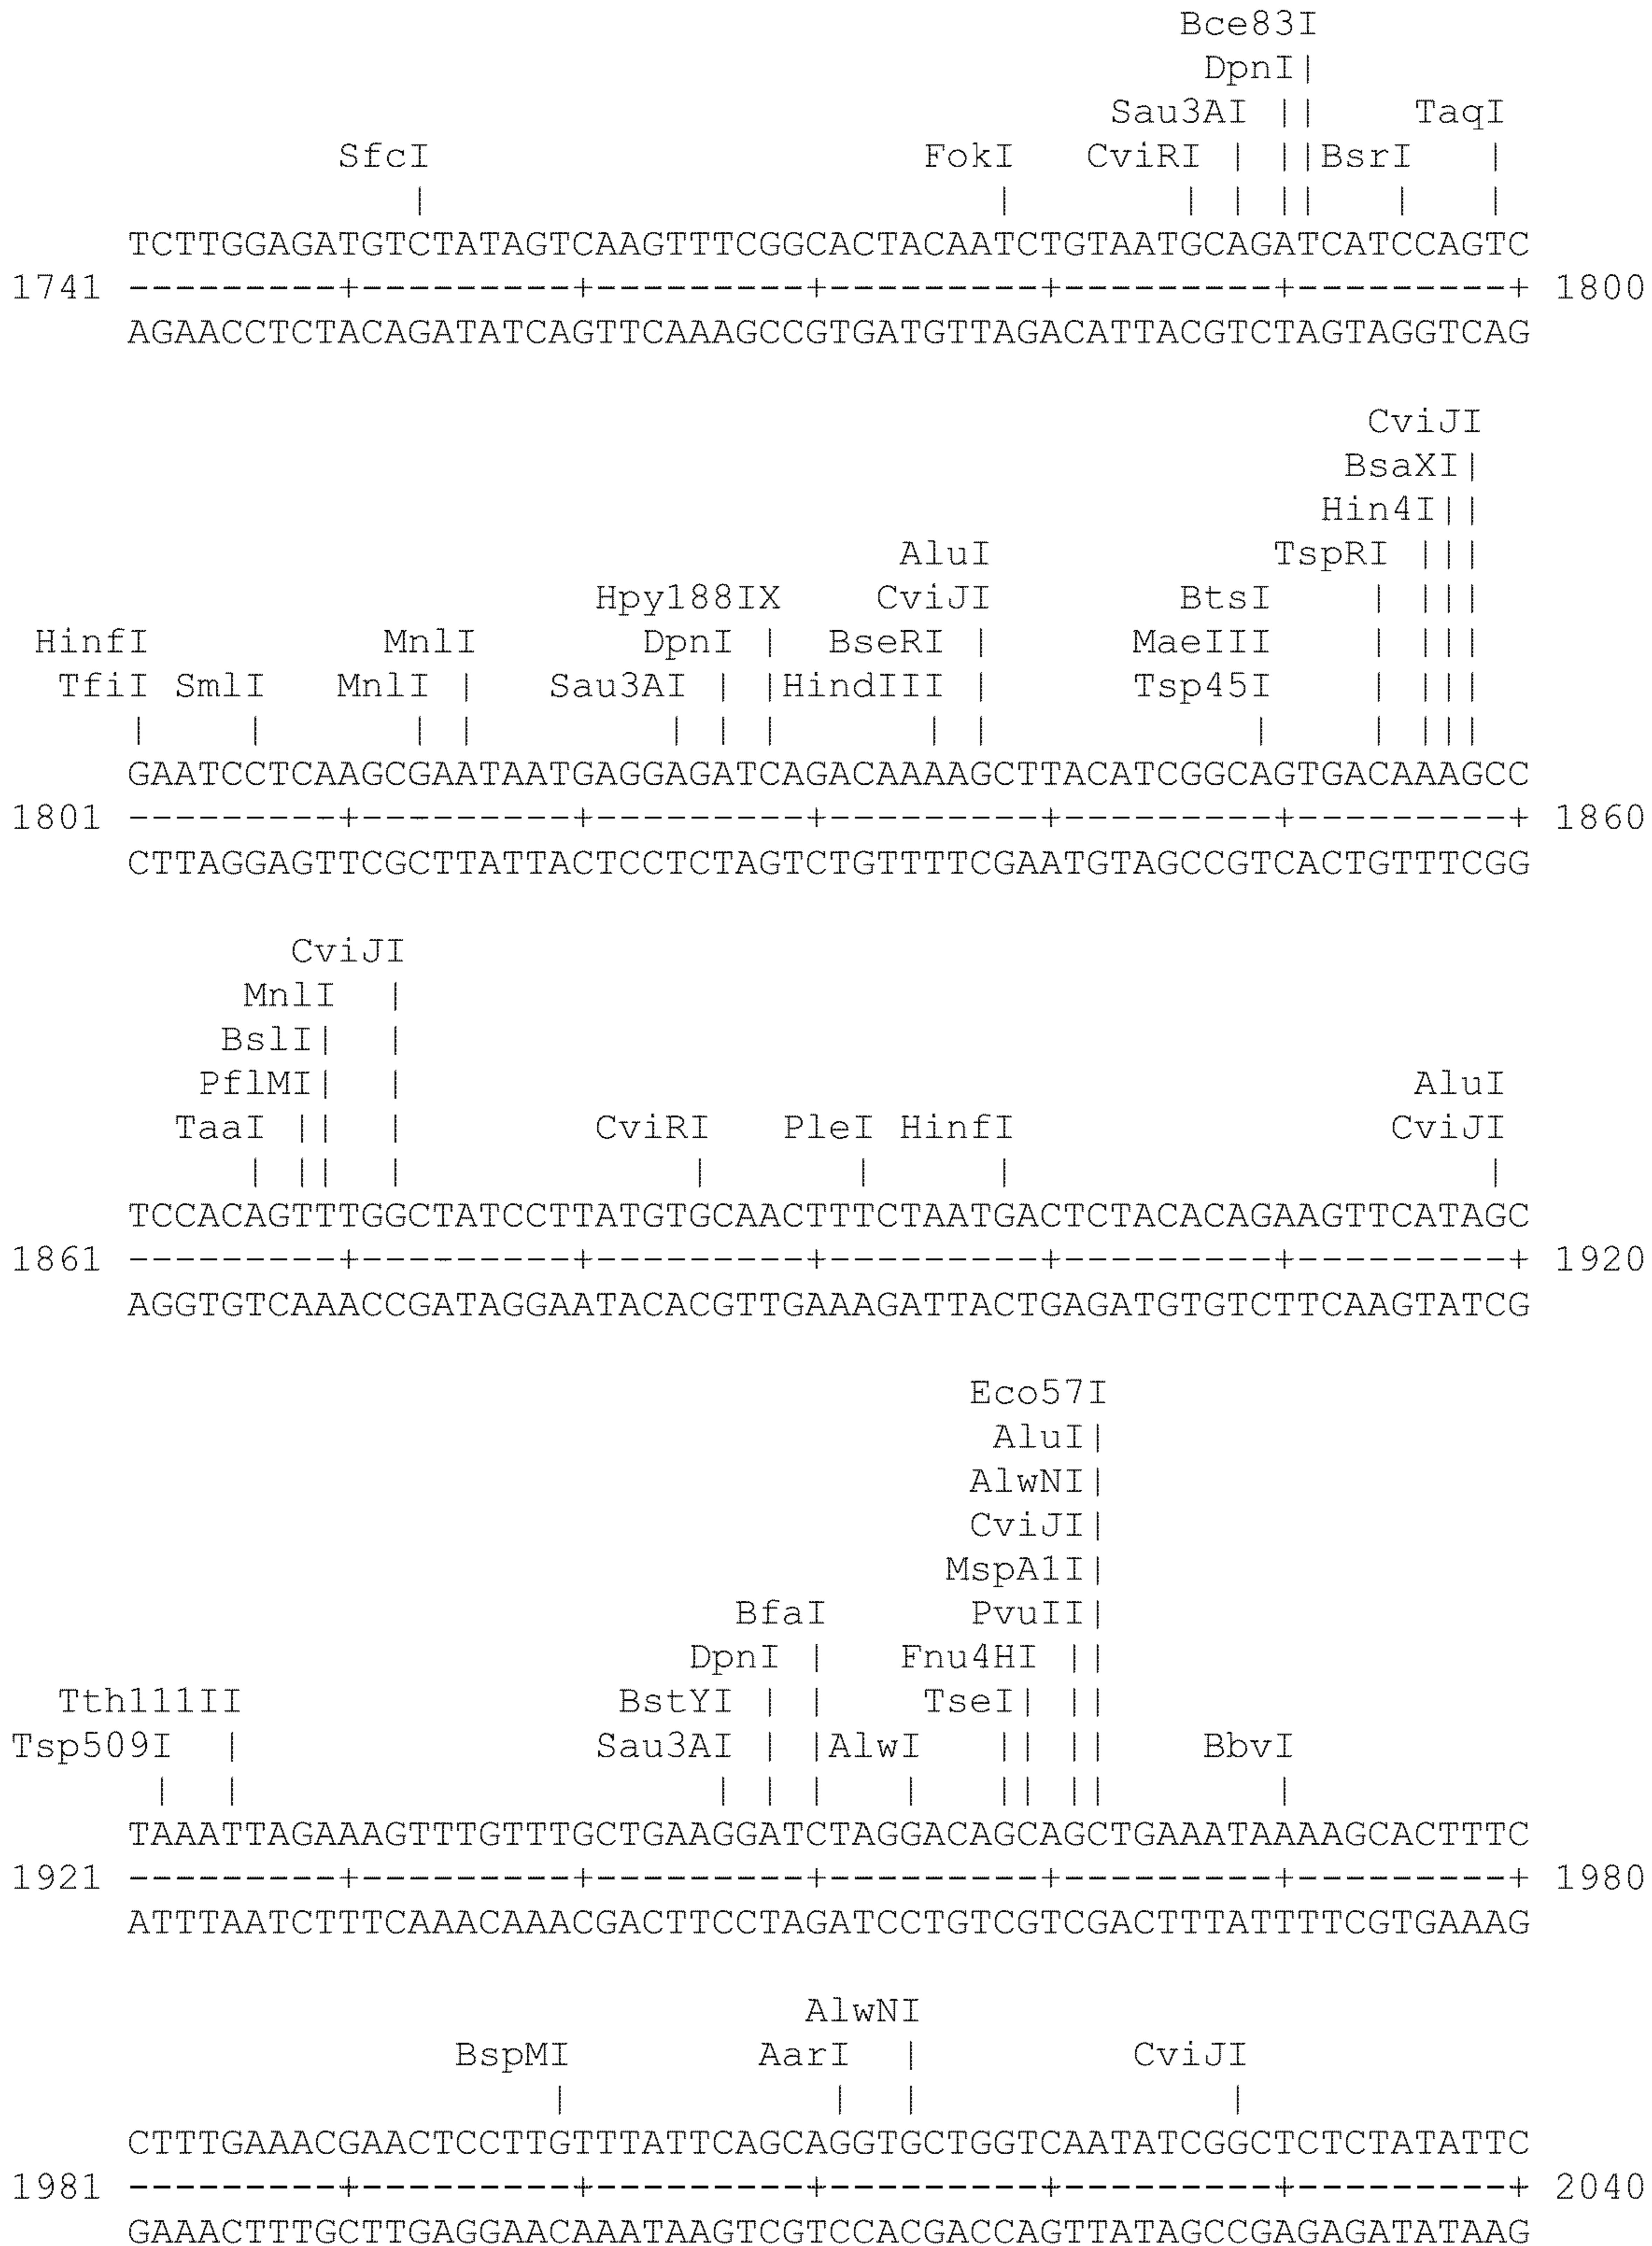 Bce83I
DpnI|
Sau3AI || TaqI
SfcI FokI CviRI | ||BsrI |
| | | | || | |
TCTTGGAGATGTCTATAGTCAAGTTTCGGCACTACAATCTGTAATGCAGATCATCCAGTC
1741 ---------+---------+---------+---------+---------+---------+ 1800
AGAACCTCTACAGATATCAGTTCAAAGCCGTGATGTTAGACATTACGTCTAGTAGGTCAG
CviJI
BsaXI|
Hin4I||
AluI TspRI |||
Hpy188IX CviJI BtsI | |||
HinfI MnlI DpnI | BseRI | MaeIII | |||
TfiI SmlI MnlI | Sau3AI | |HindIII | Tsp45I | |||
| | | | | | | | | | | |||
GAATCCTCAAGCGAATAATGAGGAGATCAGACAAAAGCTTACATCGGCAGTGACAAAGCC
1801 ---------+---------+---------+---------+---------+---------+ 1860
CTTAGGAGTTCGCTTATTACTCCTCTAGTCTGTTTTCGAATGTAGCCGTCACTGTTTCGG
CviJI
MnlI |
BslI| |
PflMI| | AluI
TaaI || | CviRI PleI HinfI CviJI
| || | | | | |
TCCACAGTTTGGCTATCCTTATGTGCAACTTTCTAATGACTCTACACAGAAGTTCATAGC
1861 ---------+---------+---------+---------+---------+---------+ 1920
AGGTGTCAAACCGATAGGAATACACGTTGAAAGATTACTGAGATGTGTCTTCAAGTATCG
Eco57I
AluI|
AlwNI|
CviJI|
MspA1I|
BfaI PvuII|
DpnI | Fnu4HI ||
Tth111II BstYI | | TseI| ||
Tsp509I | Sau3AI | |AlwI || || BbvI
| | | | | | || || |
TAAATTAGAAAGTTTGTTTGCTGAAGGATCTAGGACAGCAGCTGAAATAAAAGCACTTTC
1921 ---------+---------+---------+---------+---------+---------+ 1980
ATTTAATCTTTCAAACAAACGACTTCCTAGATCCTGTCGTCGACTTTATTTTCGTGAAAG
AlwNI
BspMI AarI | CviJI
| | | |
CTTTGAAACGAACTCCTTGTTTATTCAGCAGGTGCTGGTCAATATCGGCTCTCTATATTC
1981 ---------+---------+---------+---------+---------+---------+ 2040
GAAACTTTGCTTGAGGAACAAATAAGTCGTCCACGACCAGTTATAGCCGAGAGATATAAG